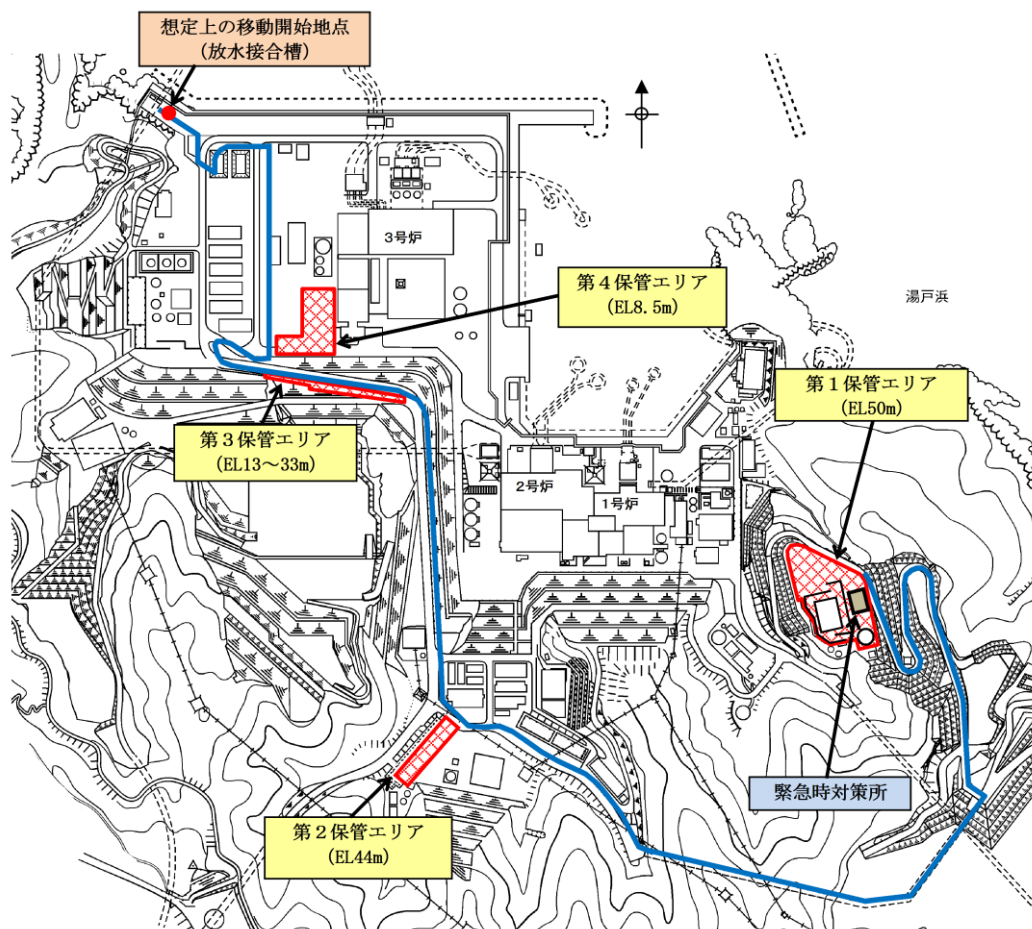 想定上の移動開始地点
(放水接合槽)
3号炉
第4保管エリア
(EL8.5m)
湯戸浜
第1保管エリア
(EL50m)
第3保管エリア
(EL13～33m)
2号炉
1号炉
緊急時対策所
第2保管エリア
(EL44m)